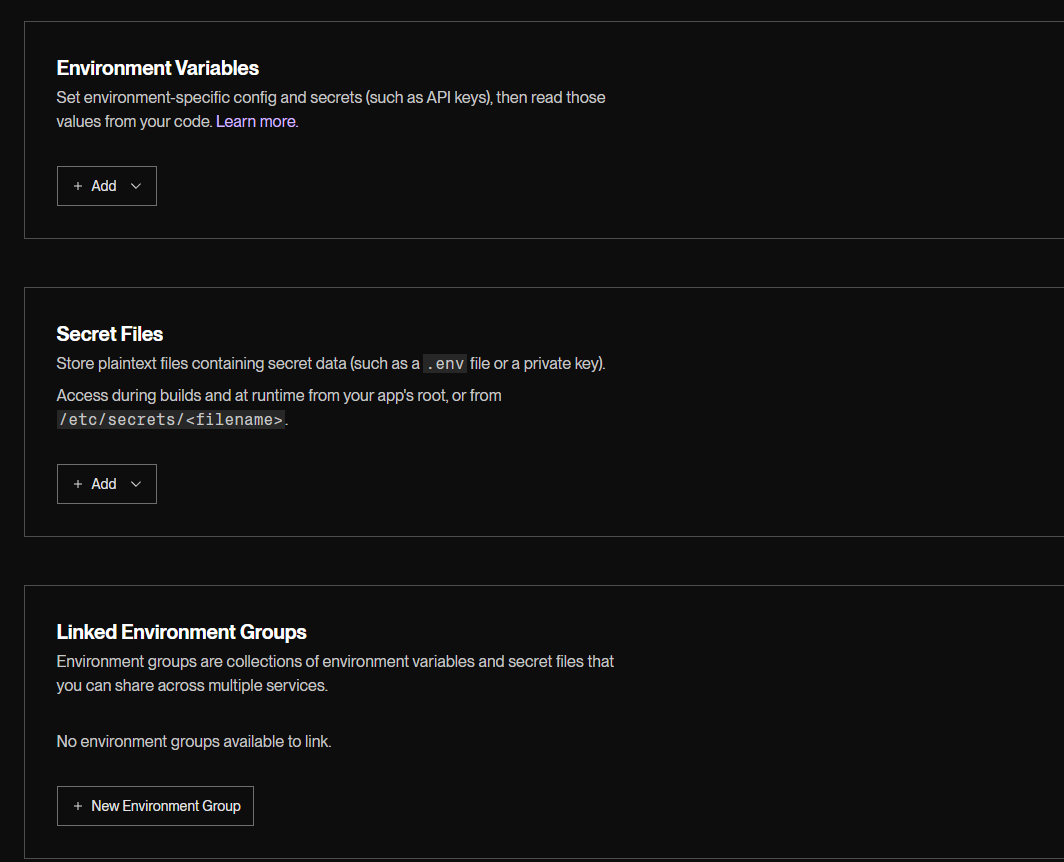 Environment Variables
Set environment-specific config and secrets (such as API keys), then read those
values from your code. Learn more.
+ Add
Secret Files
Store plaintext files containing secret data (such as a .env file or a private key).
Access during builds and at runtime from your app's root, or from
/etc/secrets/<filename>.
+ Add
Linked Environment Groups
Environment groups are collections of environment variables and secret files that
you can share across multiple services.
No environment groups available to link.
+ New Environment Group